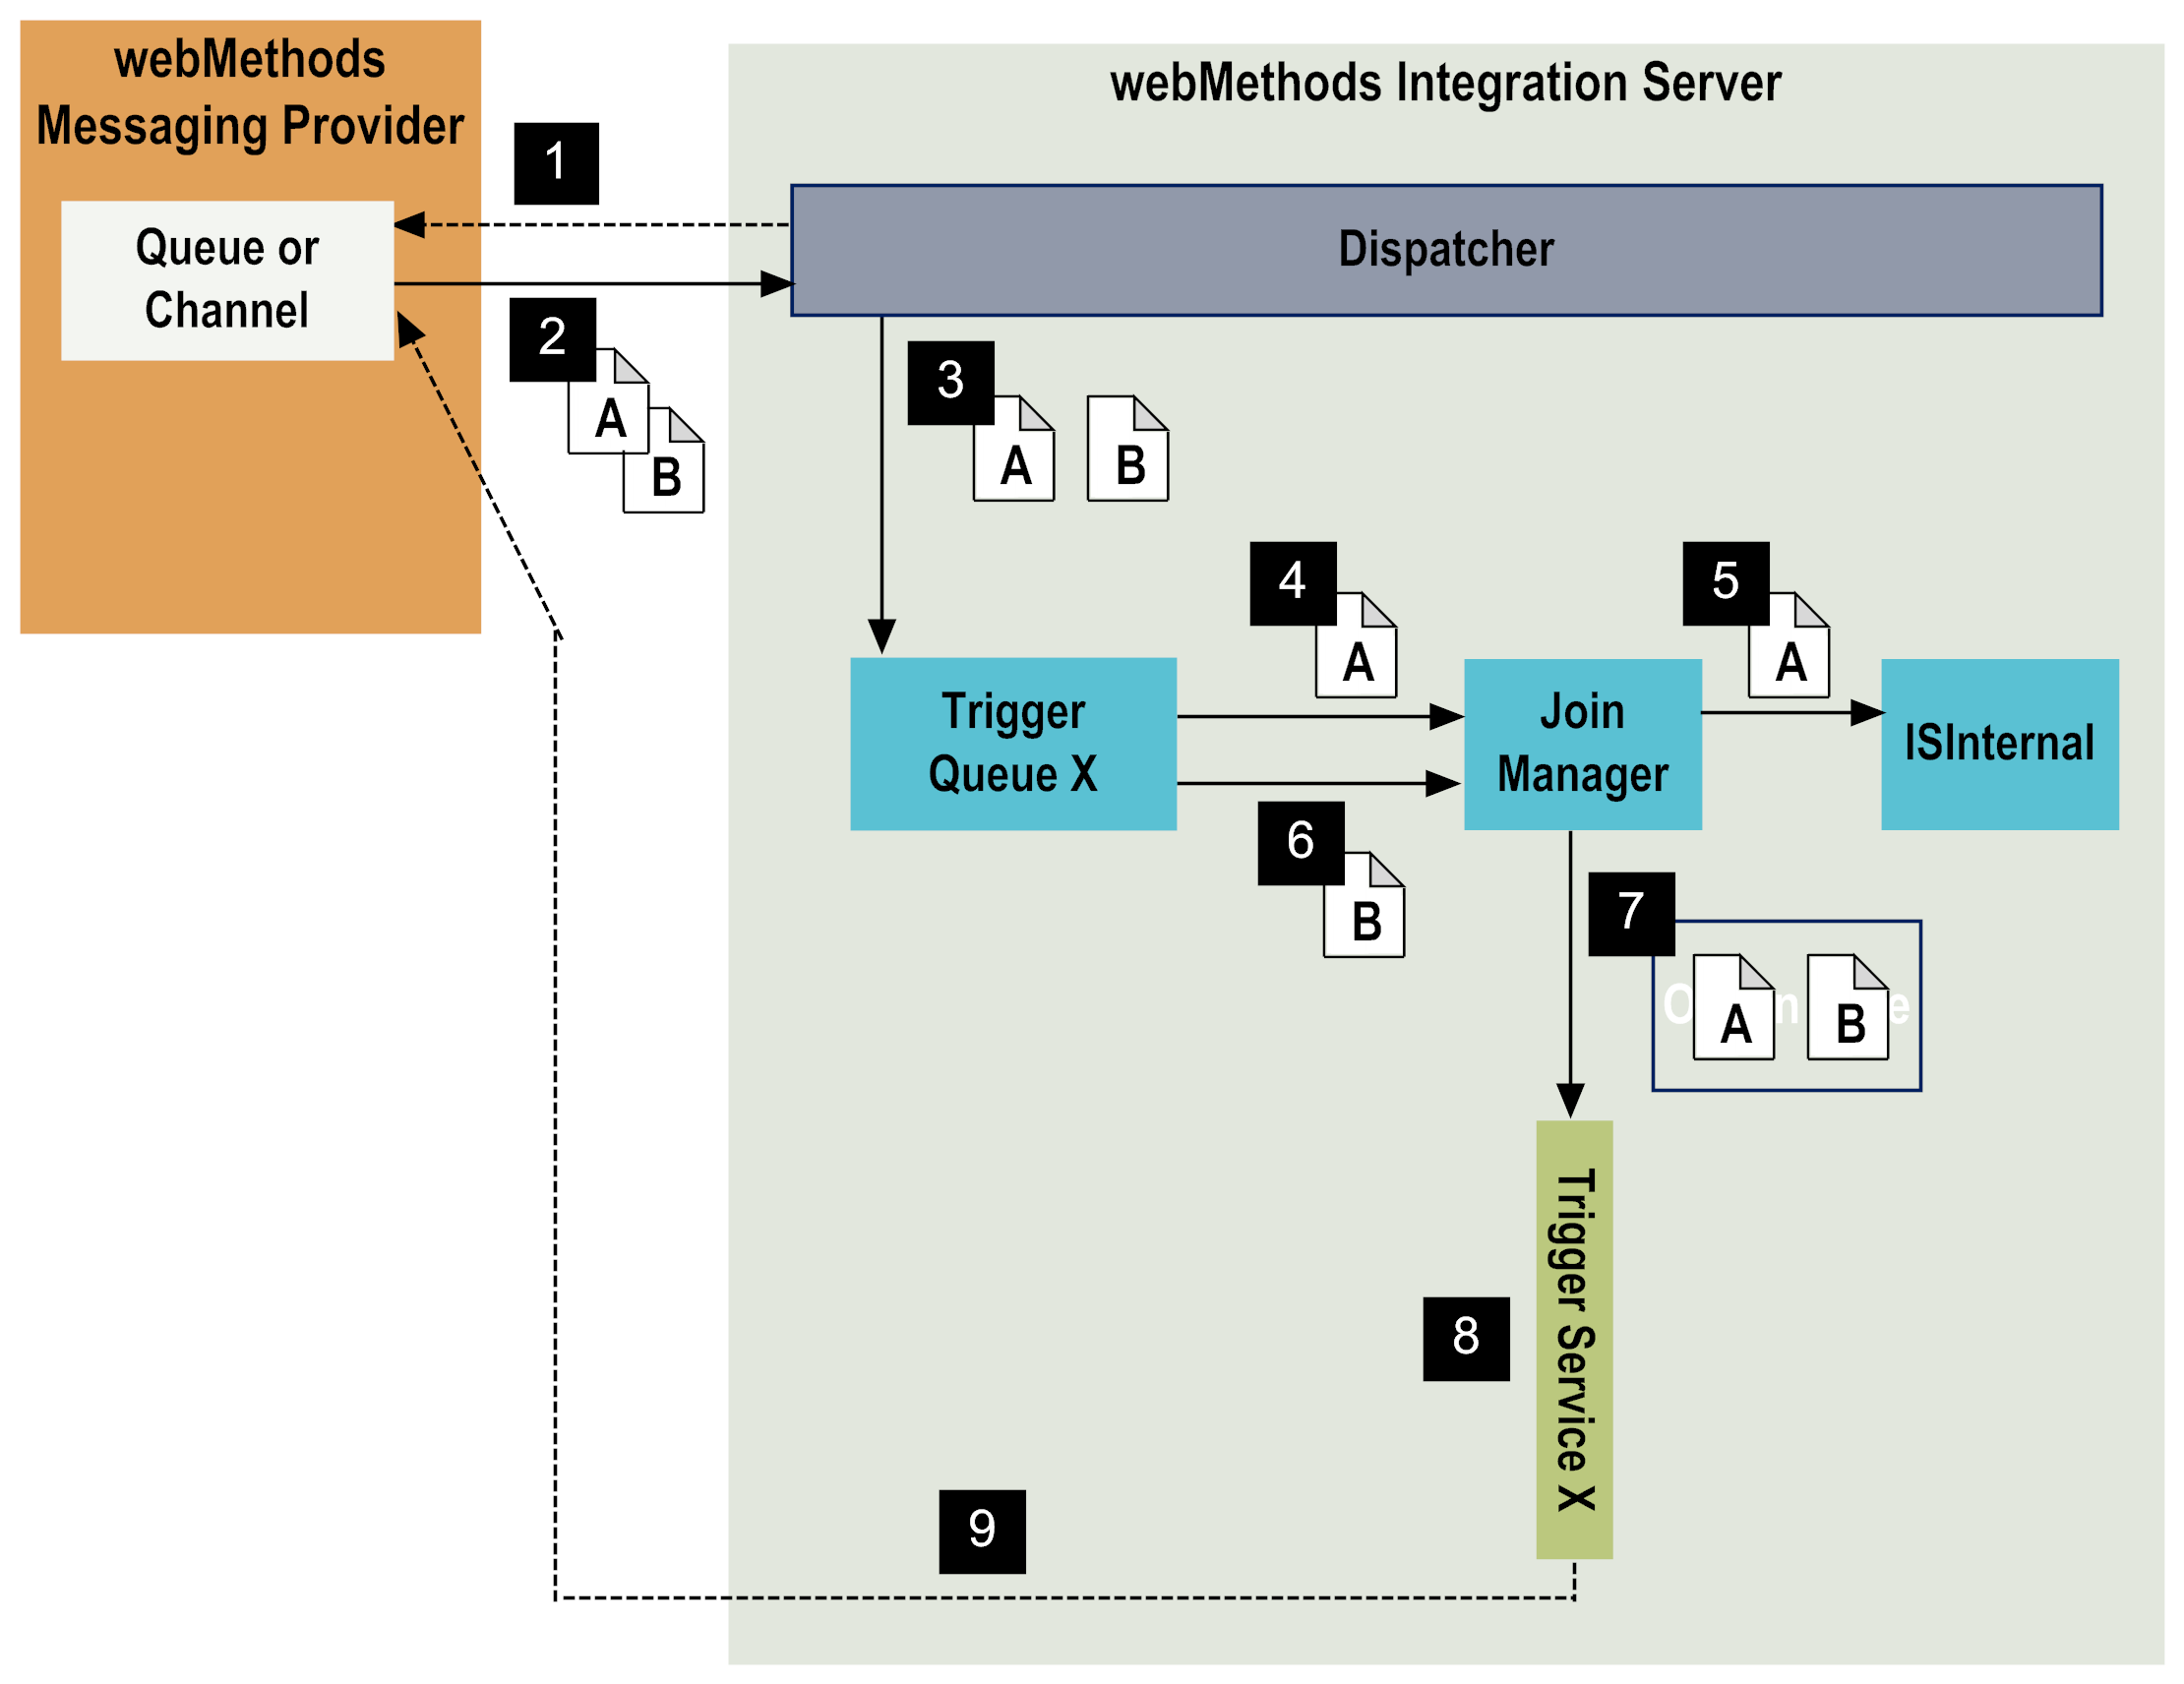 webMethods
Messaging Provider
Queue or
Channel
webMethods Integration Server
Dispatcher
1
2
A
B
3
A
B
4
A
5
A
Trigger
Queue X
Join
Manager
ISInternal
6
B
7
A
B
8
Trigger Service X
9